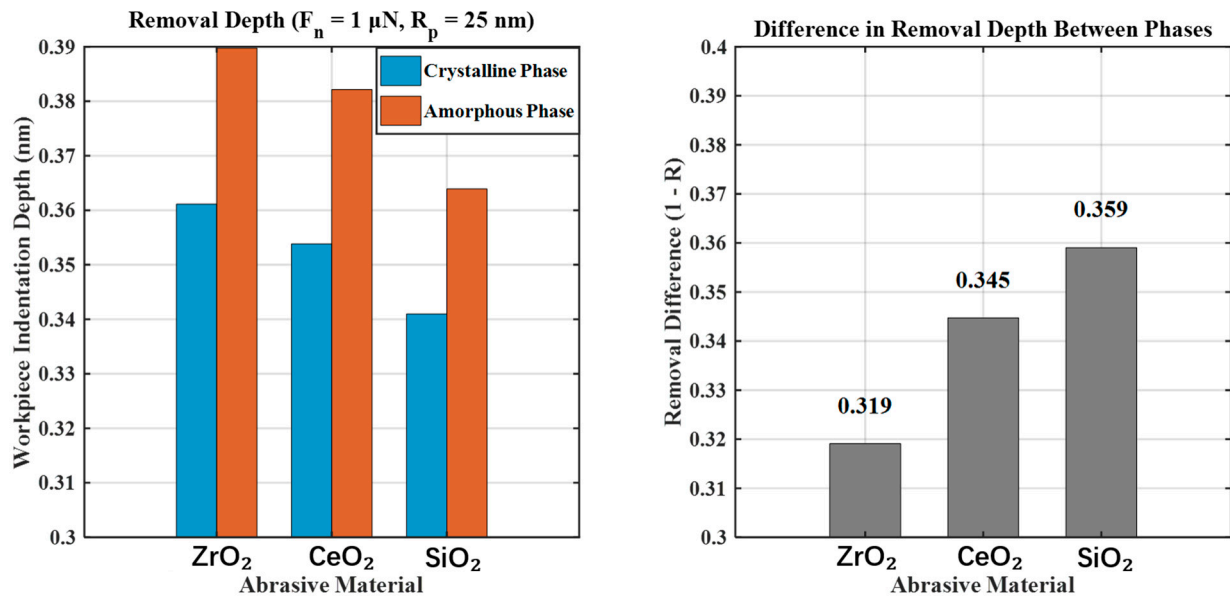 Removal Depth (Fn = 1 μN, Rp = 25 nm)
Workpiece Indentation Depth (nm)
0.39
0.38
0.37
0.36
0.35
0.34
0.33
0.32
0.31
0.3
Crystalline Phase
Amorphous Phase
ZrO₂ CeO₂ SiO₂
Abrasive Material
Difference in Removal Depth Between Phases
Removal Difference (1 - R)
0.4
0.39
0.38
0.37
0.36
0.35
0.34
0.33
0.32
0.31
0.3
0.319
0.345
0.359
ZrO₂ CeO₂ SiO₂
Abrasive Material